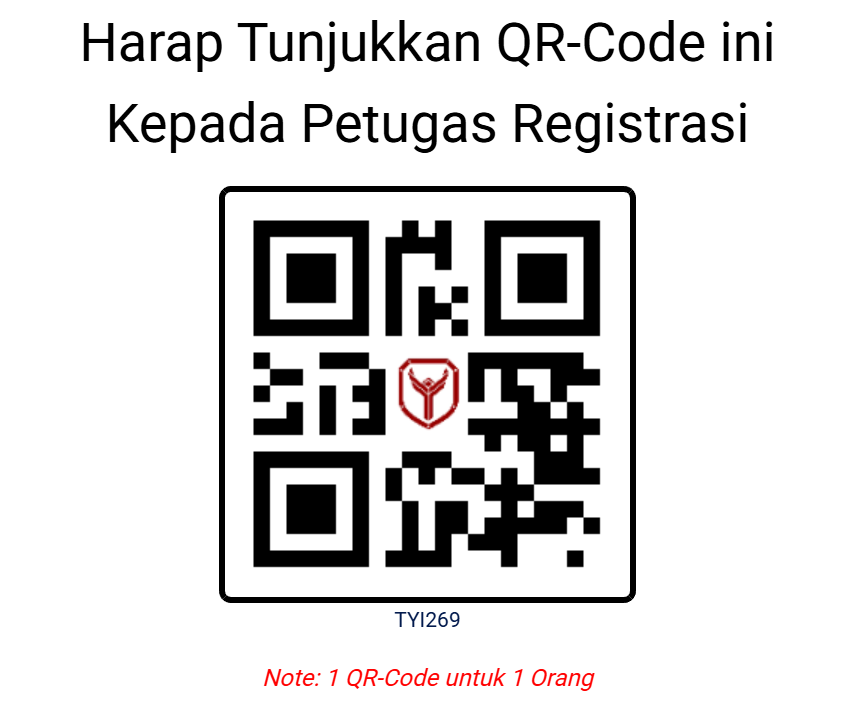 Harap Tunjukkan QR-Code ini
Kepada Petugas Registrasi
TYI269
Note: 1 QR-Code untuk 1 Orang